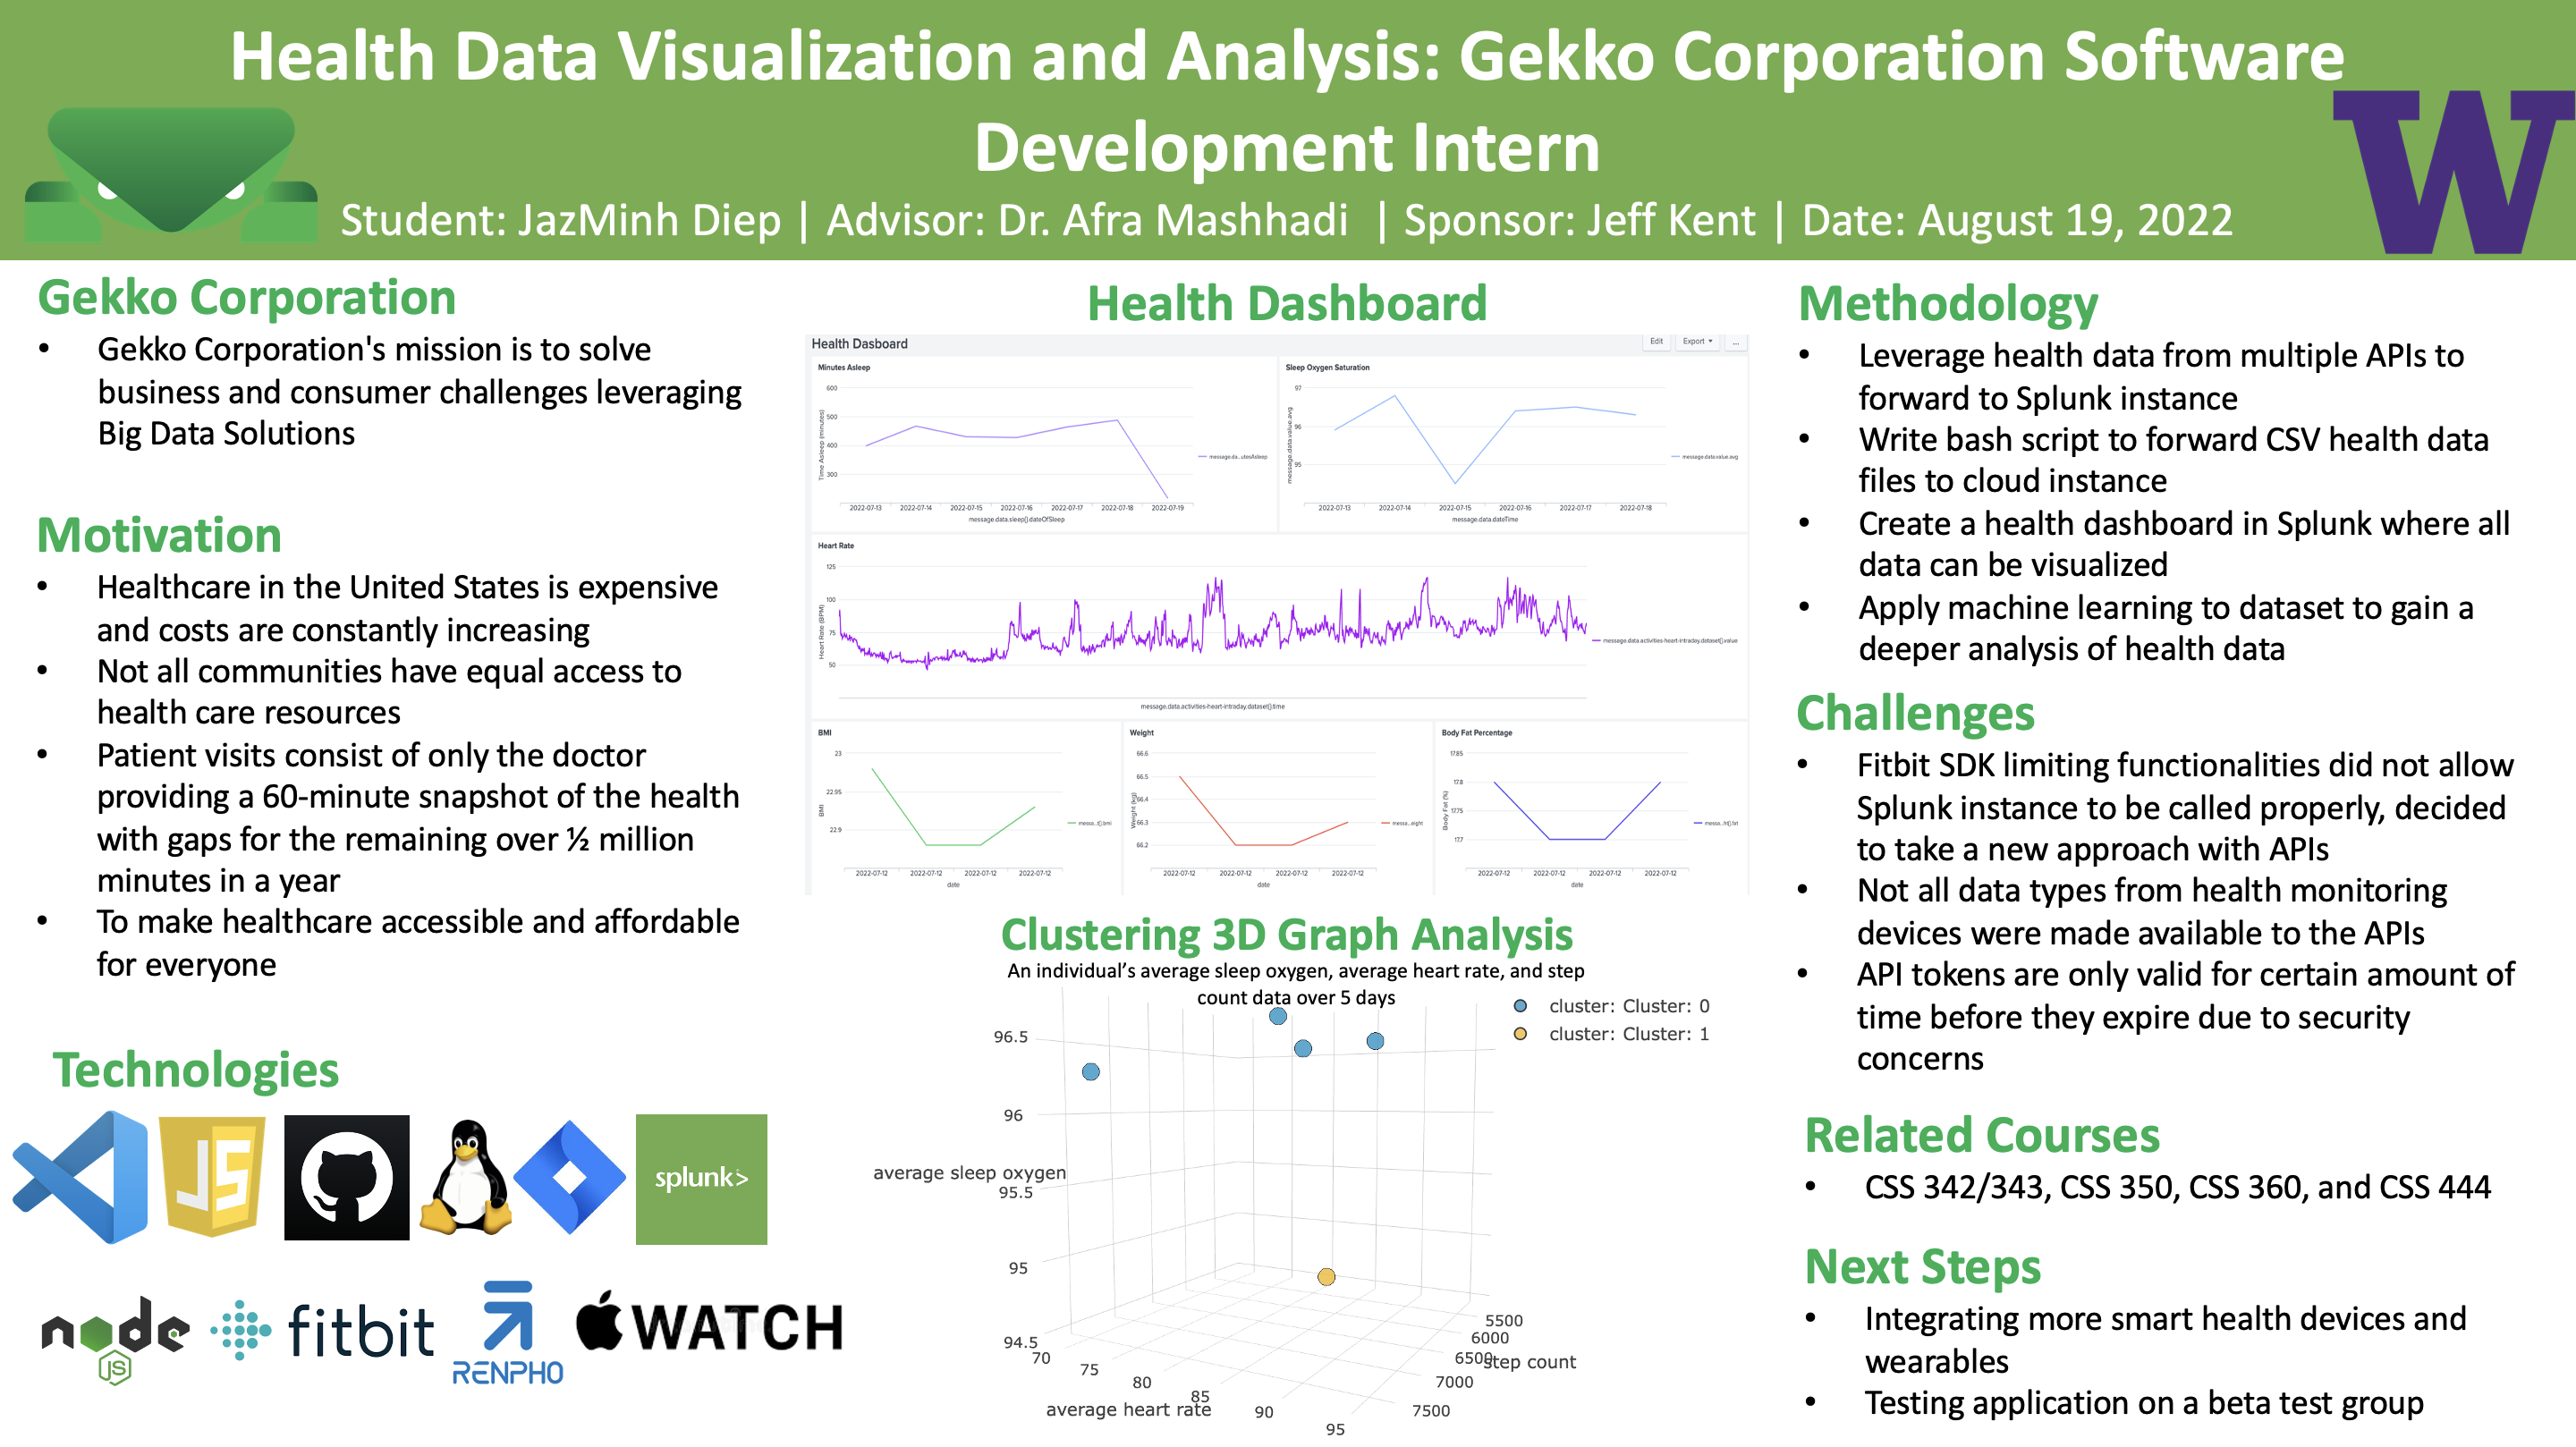 Health Data Visualization and Analysis: Gekko Corporation Software
Development Intern
Student: JazMinh Diep | Advisor: Dr. Afra Mashhadi | Sponsor: Jeff Kent | Date: August 19, 2022
W
Gekko Corporation
• Gekko Corporation's mission is to solve
business and consumer challenges leveraging
Big Data Solutions
Motivation
• Healthcare in the United States is expensive
and costs are constantly increasing
• Not all communities have equal access to
health care resources
• Patient visits consist of only the doctor
providing a 60-minute snapshot of the health
with gaps for the remaining over ½ million
minutes in a year
• To make healthcare accessible and affordable
for everyone
Technologies
JS
splunk>
node
JS
fitbit
RENPHO
WATCH
Health Dashboard
Health Dasboard
Edit
Export
...
Minutes Asleep
600
500
400
300
Time Asleep (minutes)
2022-07-13 2022-07-14 2022-07-15 2022-07-16 2022-07-17 2022-07-18 2022-07-19
message.data.sleep{}.dateOfSleep
message.da...utesAsleep
Sleep Oxygen Saturation
97
96
95
message.data.value.avg
2022-07-13 2022-07-14 2022-07-15 2022-07-16 2022-07-17 2022-07-18
message.data.dateTime
message.data.value.avg
Heart Rate
125
100
75
50
Heart Rate (BPM)
message.data.activities-heart-intraday.dataset{}.time
message.data.activities-heart-intraday.dataset{}.value
BMI
23
22.95
22.9
BMI
2022-07-12 2022-07-12 2022-07-12 2022-07-12
date
messa...t{}.bmi
Weight
66.6
66.5
66.4
66.3
66.2
Weight (kg)
2022-07-12 2022-07-12 2022-07-12 2022-07-12
date
messa...eight
Body Fat Percentage
17.85
17.8
17.75
17.7
Body Fat (%)
2022-07-12 2022-07-12 2022-07-12 2022-07-12
date
messa...ht{}.fat
Clustering 3D Graph Analysis
An individual’s average sleep oxygen, average heart rate, and step
count data over 5 days
cluster: Cluster: 0
cluster: Cluster: 1
96.5
96
average sleep oxygen
95.5
95
94.5
70
75
80
85
90
95
average heart rate
5500
6000
6500
step count
7000
7500
Methodology
• Leverage health data from multiple APIs to
forward to Splunk instance
• Write bash script to forward CSV health data
files to cloud instance
• Create a health dashboard in Splunk where all
data can be visualized
• Apply machine learning to dataset to gain a
deeper analysis of health data
Challenges
• Fitbit SDK limiting functionalities did not allow
Splunk instance to be called properly, decided
to take a new approach with APIs
• Not all data types from health monitoring
devices were made available to the APIs
• API tokens are only valid for certain amount of
time before they expire due to security
concerns
Related Courses
• CSS 342/343, CSS 350, CSS 360, and CSS 444
Next Steps
• Integrating more smart health devices and
wearables
• Testing application on a beta test group